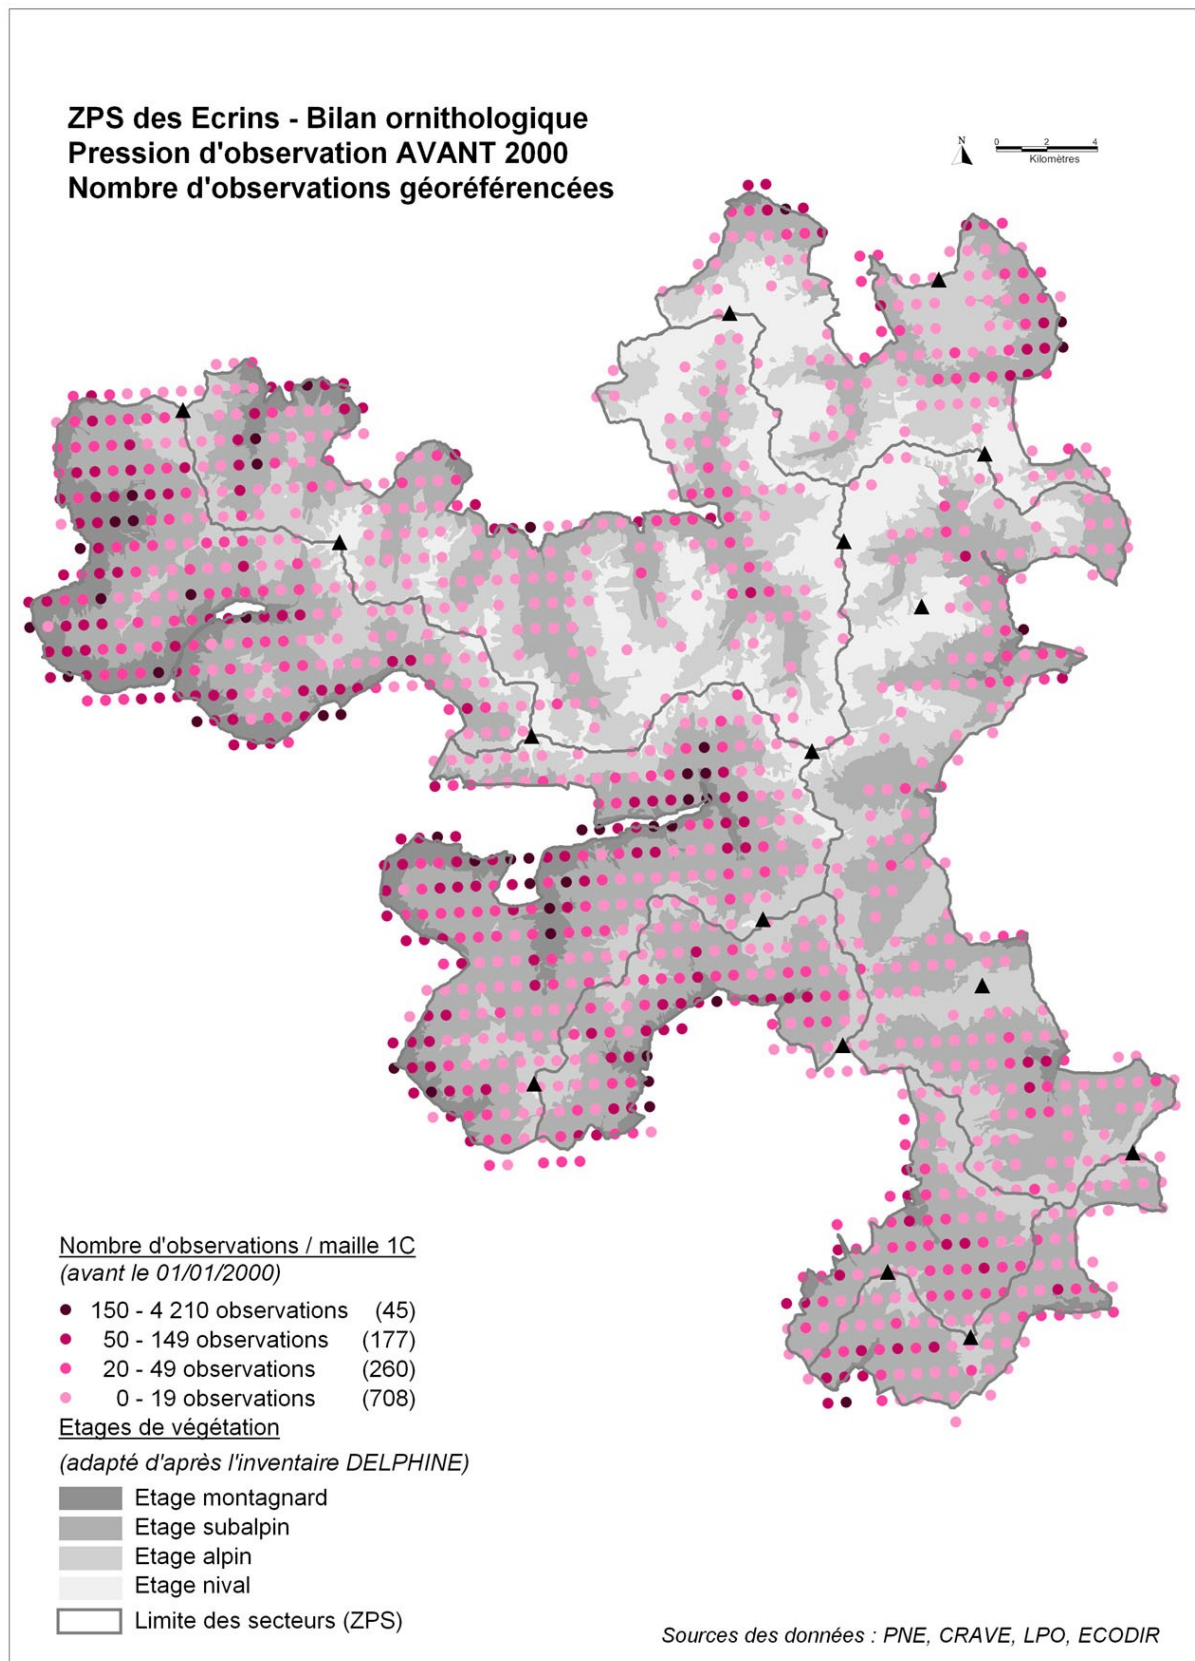 ZPS des Ecrins - Bilan ornithologique
Pression d'observation AVANT 2000
Nombre d'observations géoréférencées
N
0 2 4
Kilomètres
Nombre d'observations / maille 1C
(avant le 01/01/2000)
150 - 4 210 observations (45)
50 - 149 observations (177)
20 - 49 observations (260)
0 - 19 observations (708)
Etages de végétation
(adapté d'après l'inventaire DELPHINE)
Etage montagnard
Etage subalpin
Etage alpin
Etage nival
Limite des secteurs (ZPS)
Sources des données : PNE, CRAVE, LPO, ECODIR